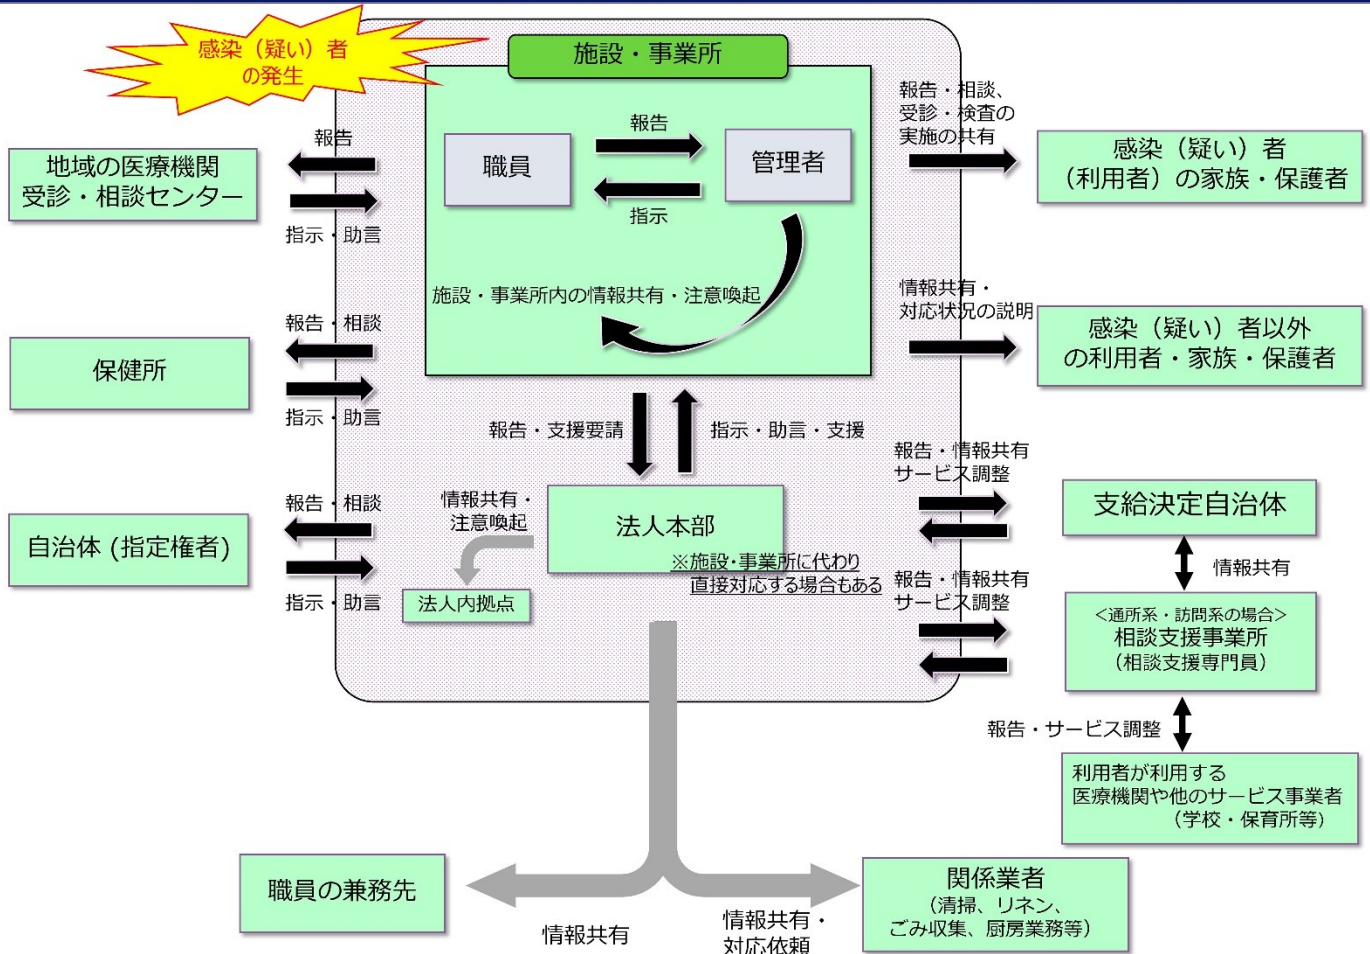 感染（疑い）者
の発生
施設・事業所
職員
報告
管理者
指示
施設・事業所内の情報共有・注意喚起
報告
地域の医療機関
受診・相談センター
指示・助言
報告・相談
保健所
指示・助言
報告・相談
自治体 (指定権者)
指示・助言
報告・相談、
受診・検査の
実施の共有
感染（疑い）者
（利用者）の家族・保護者
情報共有・
対応状況の説明
感染（疑い）者以外
の利用者・家族・保護者
報告・支援要請
指示・助言・支援
情報共有・
注意喚起
法人本部
※施設・事業所に代わり
直接対応する場合もある
法人内拠点
報告・情報共有
サービス調整
支給決定自治体
情報共有
報告・情報共有
サービス調整
＜通所系・訪問系の場合＞
相談支援事業所
（相談支援専門員）
報告・サービス調整
利用者が利用する
医療機関や他のサービス事業者
（学校・保育所等）
職員の兼務先
情報共有
情報共有・
対応依頼
関係業者
（清掃、リネン、
ごみ収集、厨房業務等）